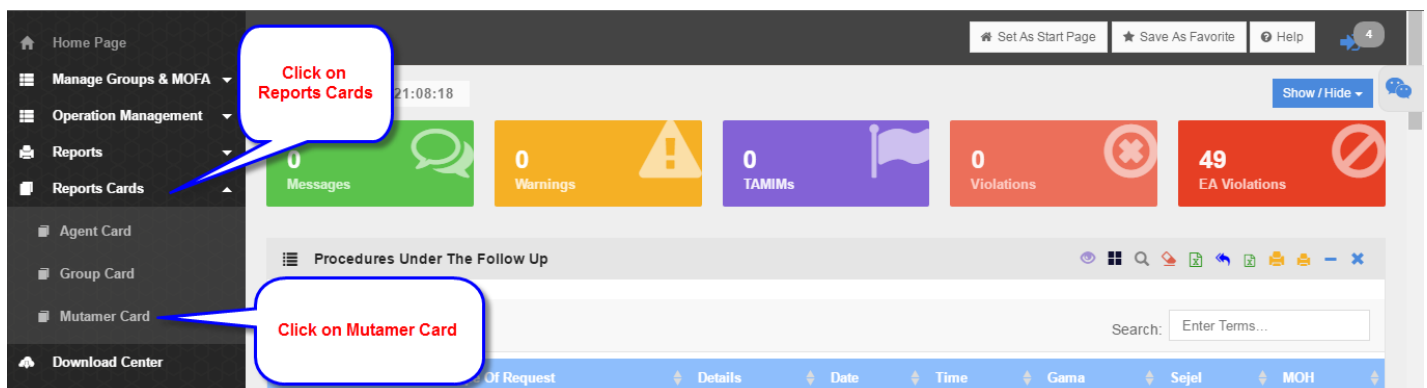 Home Page
Manage Groups & MOFA
Operation Management
Reports
Reports Cards
Agent Card
Group Card
Mutamer Card
Download Center
Click on
Reports Cards
Click on Mutamer Card
Set As Start Page
Save As Favorite
Help
4
21:08:18
Show / Hide
0
Messages
0
Warnings
0
TAMIMs
0
Violations
49
EA Violations
Procedures Under The Follow Up
Search: Enter Terms...
Of Request Details Date Time Gama Sejel MOH